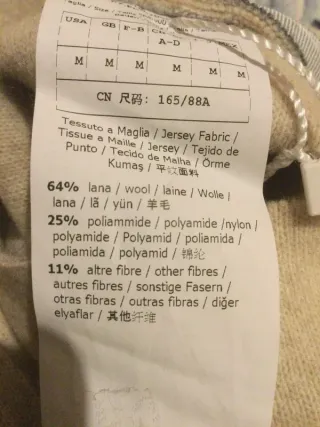 USA GB F-B
A-D
M M M M M M
CN 尺码: 165/88A
Tessuto a Maglia / Jersey Fabric /
Tissue a Maille / Jersey / Tejido de
Punto / Tecido de Malha / Örme
Kumaş / 平纹面料
64% lana / wool / laine / Wolle /
lana / lã / yün / 羊毛
25% poliammide / polyamide /nylon /
polyamide / Polyamid / poliamida /
poliamida / polyamid / 锦纶
11% altre fibre / other fibres /
autres fibres / sonstige Fasern /
otras fibras / outras fibras / diğer
elyaflar / 其他纤维